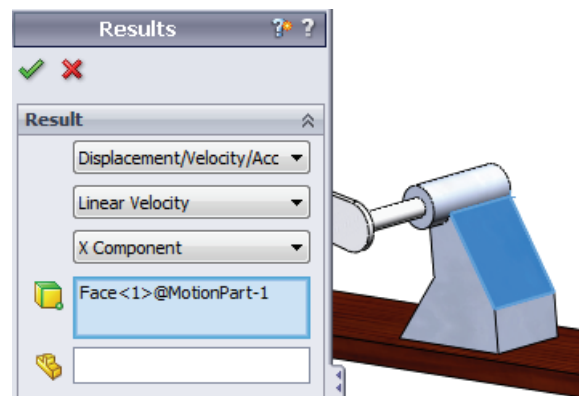 Results
Result
Displacement/Velocity/Acc
Linear Velocity
X Component
Face<1>@MotionPart-1